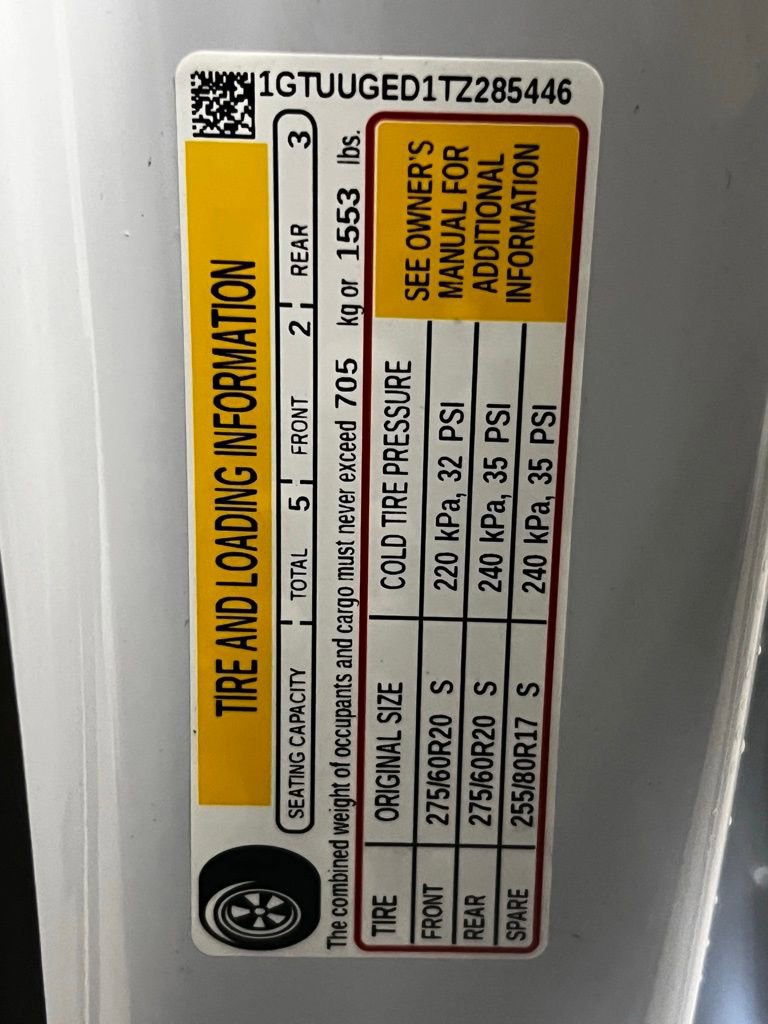 1GTUUGED1TZ285446
TIRE AND LOADING INFORMATION
SEATING CAPACITY TOTAL 5 FRONT 2 REAR 3
The combined weight of occupants and cargo must never exceed 705 kg or 1553 lbs.
TIRE ORIGINAL SIZE COLD TIRE PRESSURE
FRONT 275/60R20 S 220 kPa, 32 PSI
REAR 275/60R20 S 240 kPa, 35 PSI
SPARE 255/80R17 S 240 kPa, 35 PSI
SEE OWNER'S
MANUAL FOR
ADDITIONAL
INFORMATION